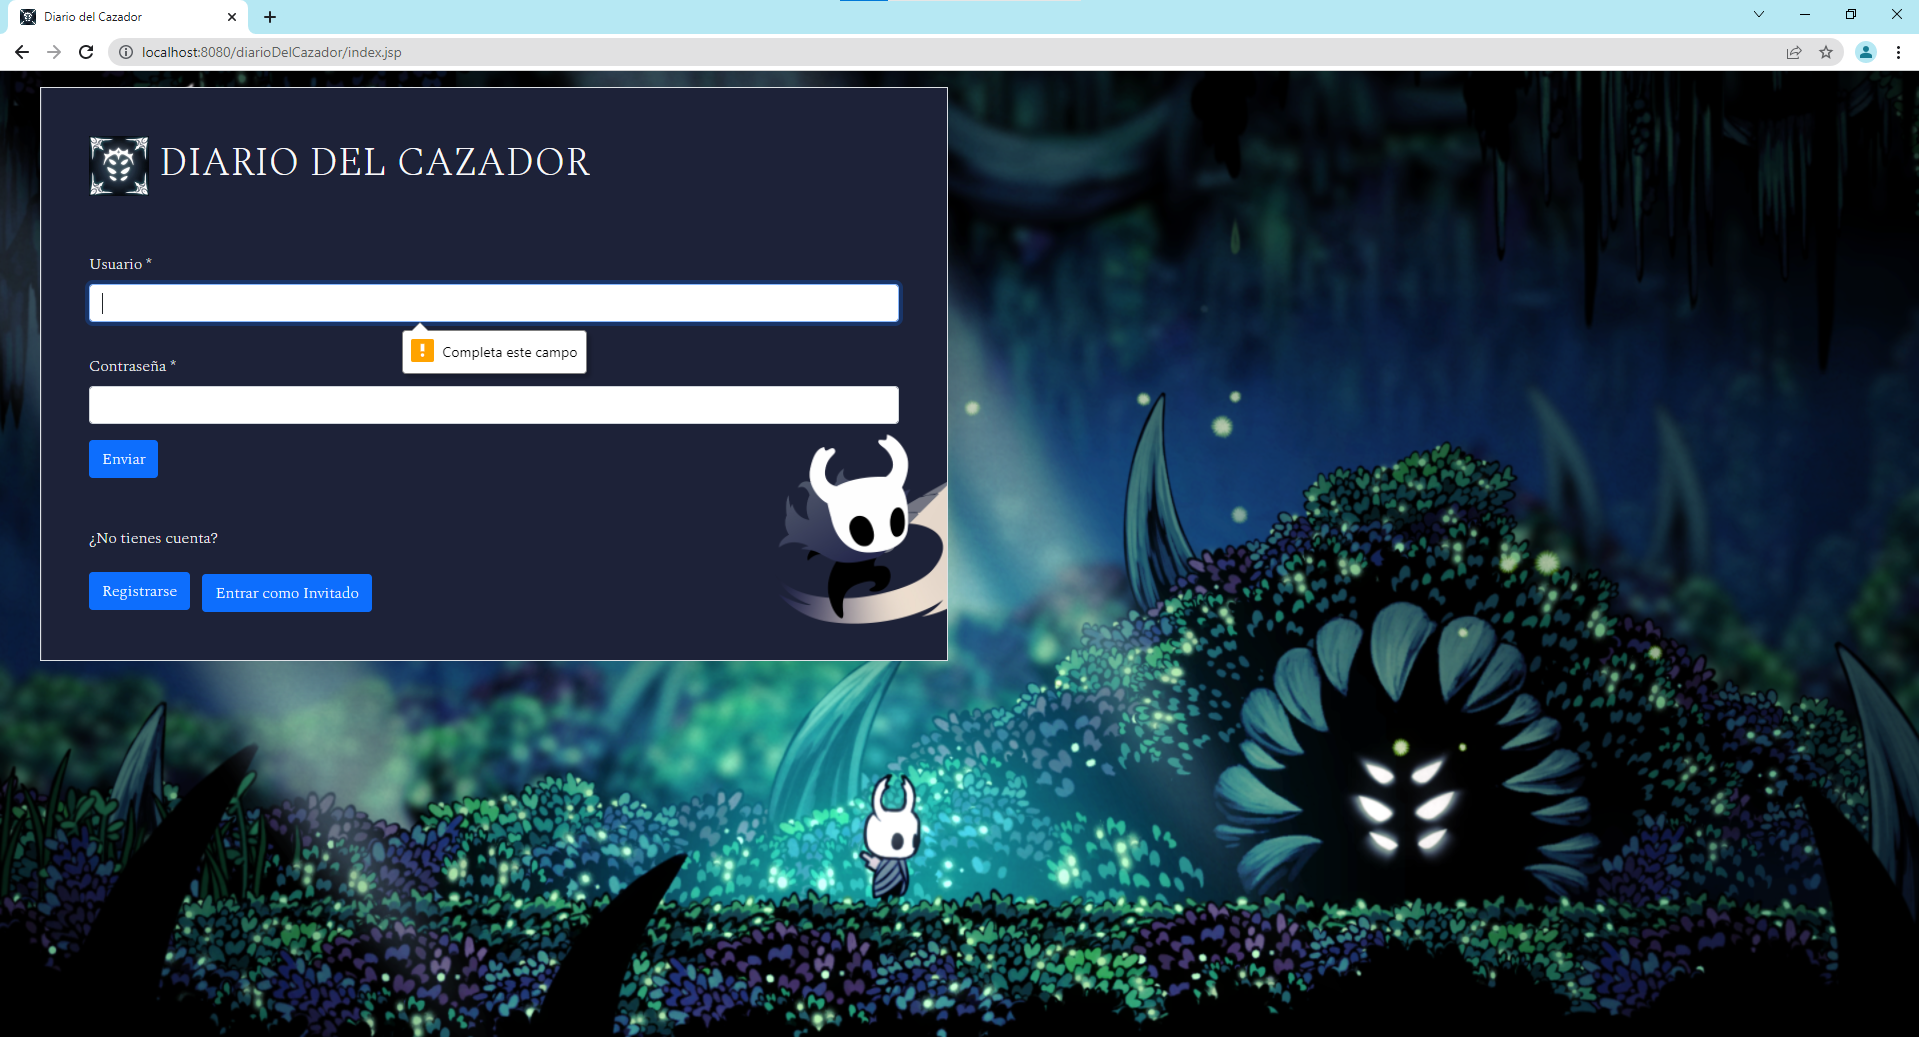 Diario del Cazador
localhost:8080/diarioDelCazador/index.jsp
DIARIO DEL CAZADOR
Usuario *
Completa este campo
Contraseña *
Enviar
¿No tienes cuenta?
Registrarse
Entrar como Invitado